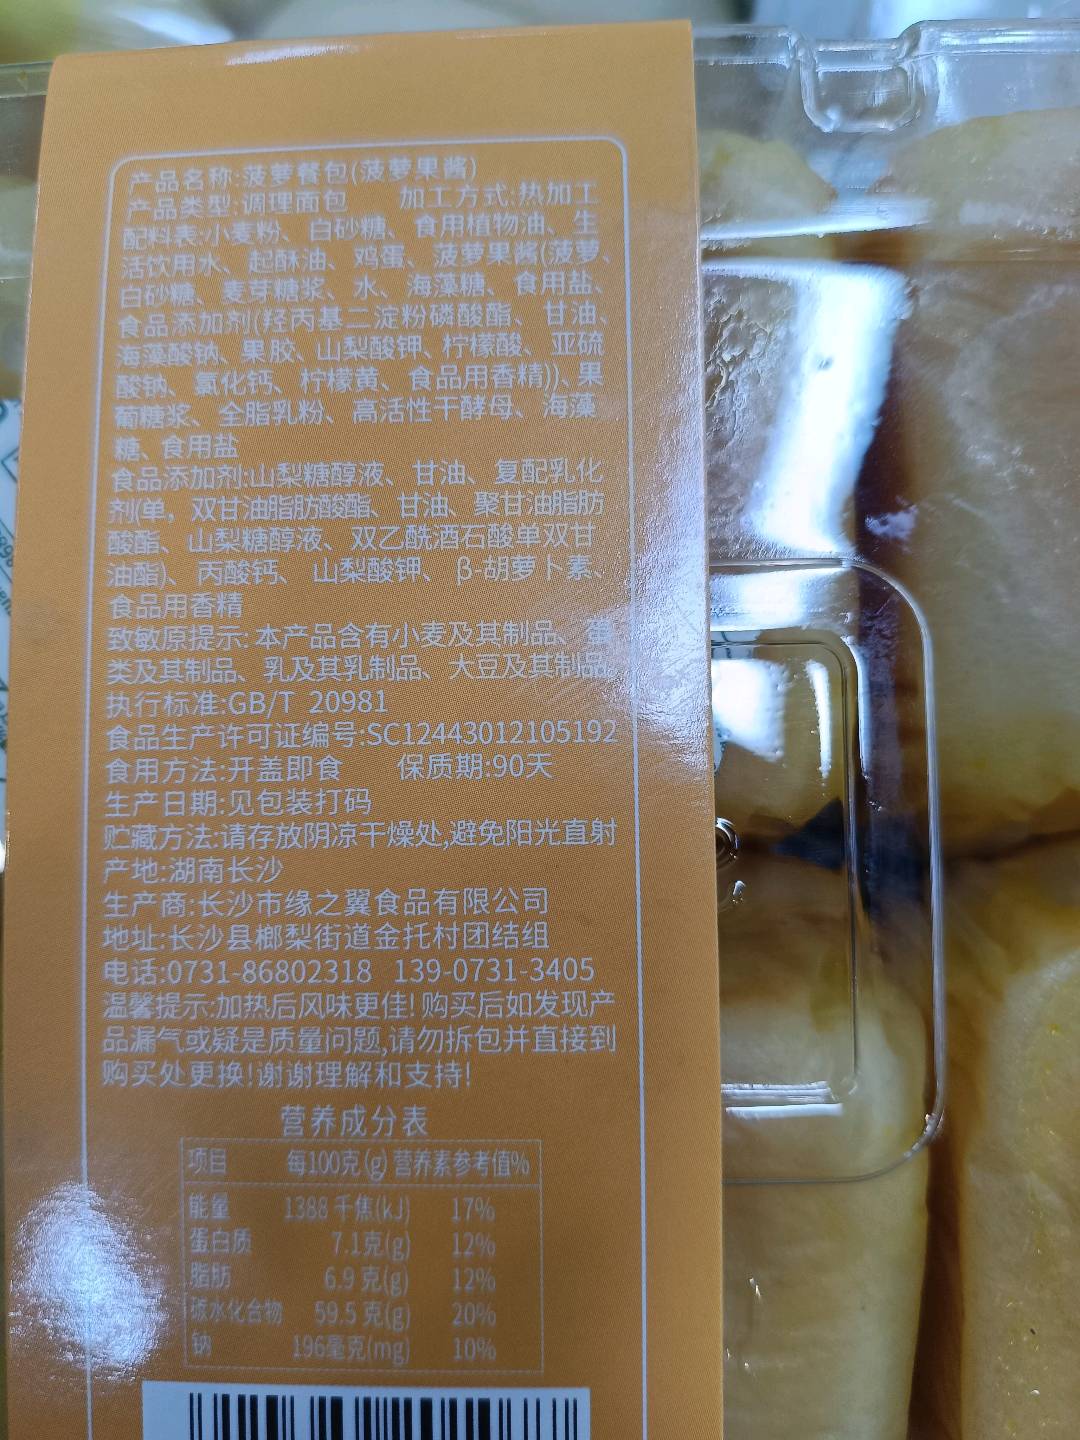 产品名称:菠萝餐包(菠萝果酱)
产品类型:调理面包 加工方式:热加工
配料表:小麦粉、白砂糖、食用植物油、生
活饮用水、起酥油、鸡蛋、菠萝果酱(菠萝、
白砂糖、麦芽糖浆、水、海藻糖、食用盐、
食品添加剂(羟丙基二淀粉磷酸酯、甘油、
海藻酸钠、果胶、山梨酸钾、柠檬酸、亚硫
酸钠、氯化钙、柠檬黄、食品用香精))、果
葡糖浆、全脂乳粉、高活性干酵母、海藻
糖、食用盐
食品添加剂:山梨糖醇液、甘油、复配乳化
剂(单,双甘油脂肪酸酯、甘油、聚甘油脂肪
酸酯、山梨糖醇液、双乙酰酒石酸单双甘
油酯)、丙酸钙、山梨酸钾、β-胡萝卜素、
食品用香精
致敏原提示:本产品含有小麦及其制品、蛋
类及其制品、乳及其乳制品、大豆及其制品。
执行标准:GB/T 20981
食品生产许可证编号:SC12443012105192
食用方法:开盖即食 保质期:90天
生产日期:见包装打码
贮藏方法:请存放阴凉干燥处,避免阳光直射
产地:湖南长沙
生产商:长沙市缘之翼食品有限公司
地址:长沙县榔梨街道金托村团结组
电话:0731-86802318 139-0731-3405
温馨提示:加热后风味更佳!购买后如发现产
品漏气或疑是质量问题,请勿拆包并直接到
购买处更换!谢谢理解和支持!
营养成分表
项目 每100克(g) 营养素参考值%
能量 1388 千焦(kJ) 17%
蛋白质 7.1克(g) 12%
脂肪 6.9 克(g) 12%
碳水化合物 59.5 克(g) 20%
钠 196毫克(mg) 10%